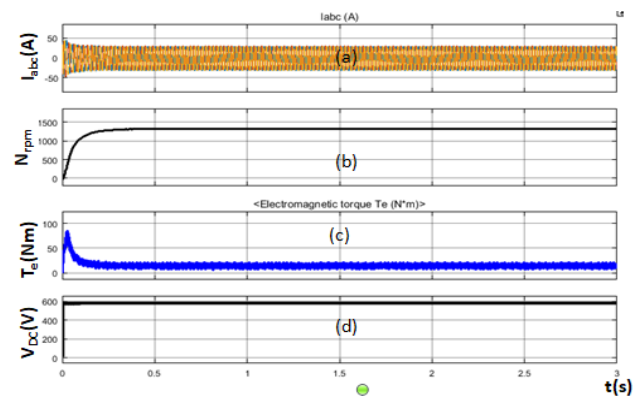 Iabc (A)
Iabc(A)
50
0
-50
(a)
Nrpm
1500
1000
500
0
(b)
<Electromagnetic torque Te (N*m)>
Te(Nm)
100
50
0
(c)
VDC(V)
600
400
200
0
(d)
0 0.5 1 1.5 2 2.5 3
t(s)